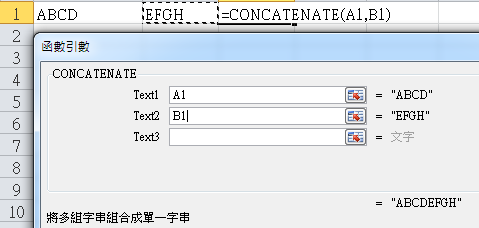 1 ABCD EFGH =CONCATENATE(A1,B1)
2
3 函數引數
4 CONCATENATE
5 Text1 A1 = "ABCD"
6 Text2 B1 = "EFGH"
7 Text3 = 文字
8
9 = "ABCDEFGH"
10 將多組字串組合成單一字串